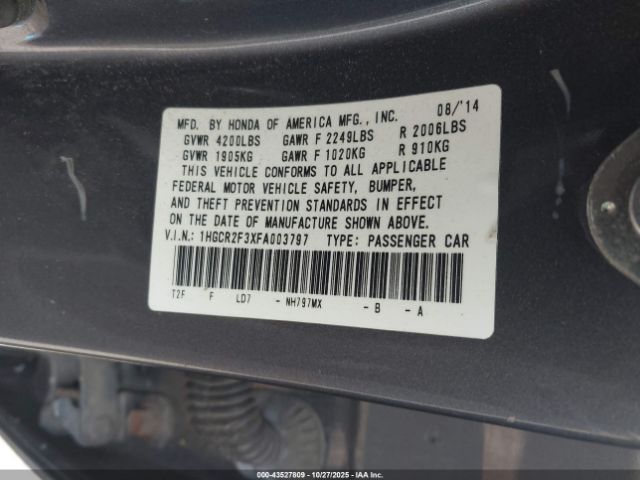 MFD. BY HONDA OF AMERICA MFG., INC. 08/'14
GVWR 4200LBS GAWR F 2249LBS R 2006LBS
GVWR 1905KG GAWR F 1020KG R 910KG
THIS VEHICLE CONFORMS TO ALL APPLICABLE
FEDERAL MOTOR VEHICLE SAFETY, BUMPER,
AND THEFT PREVENTION STANDARDS IN EFFECT
ON THE DATE OF MANUFACTURE SHOWN ABOVE.
V.I.N.: 1HGCR2F3XFA003797 TYPE: PASSENGER CAR
T2F F LD7 - NH797MX - B - A
000-43527809 | 10/27/2025 | IAA Inc.